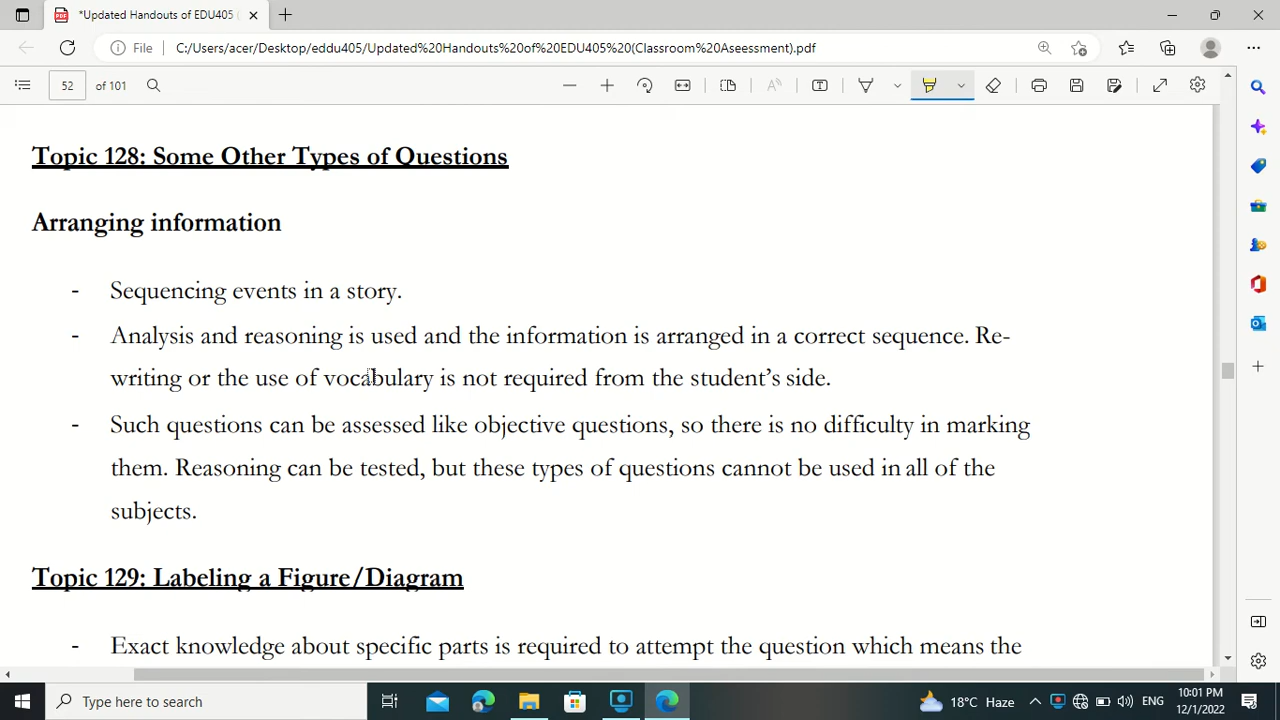 *Updated Handouts of EDU405 (
File
C:/Users/acer/Desktop/eddu405/Updated%20Handouts%20of%20EDU405%20(Classroom%20Aseessment).pdf
52 of 101
Topic 128: Some Other Types of Questions
Arranging information
- Sequencing events in a story.
- Analysis and reasoning is used and the information is arranged in a correct sequence. Re-
writing or the use of vocabulary is not required from the student’s side.
- Such questions can be assessed like objective questions, so there is no difficulty in marking
them. Reasoning can be tested, but these types of questions cannot be used in all of the
subjects.
Topic 129: Labeling a Figure/Diagram
- Exact knowledge about specific parts is required to attempt the question which means the
Type here to search
18°C Haze
ENG
10:01 PM
12/1/2022